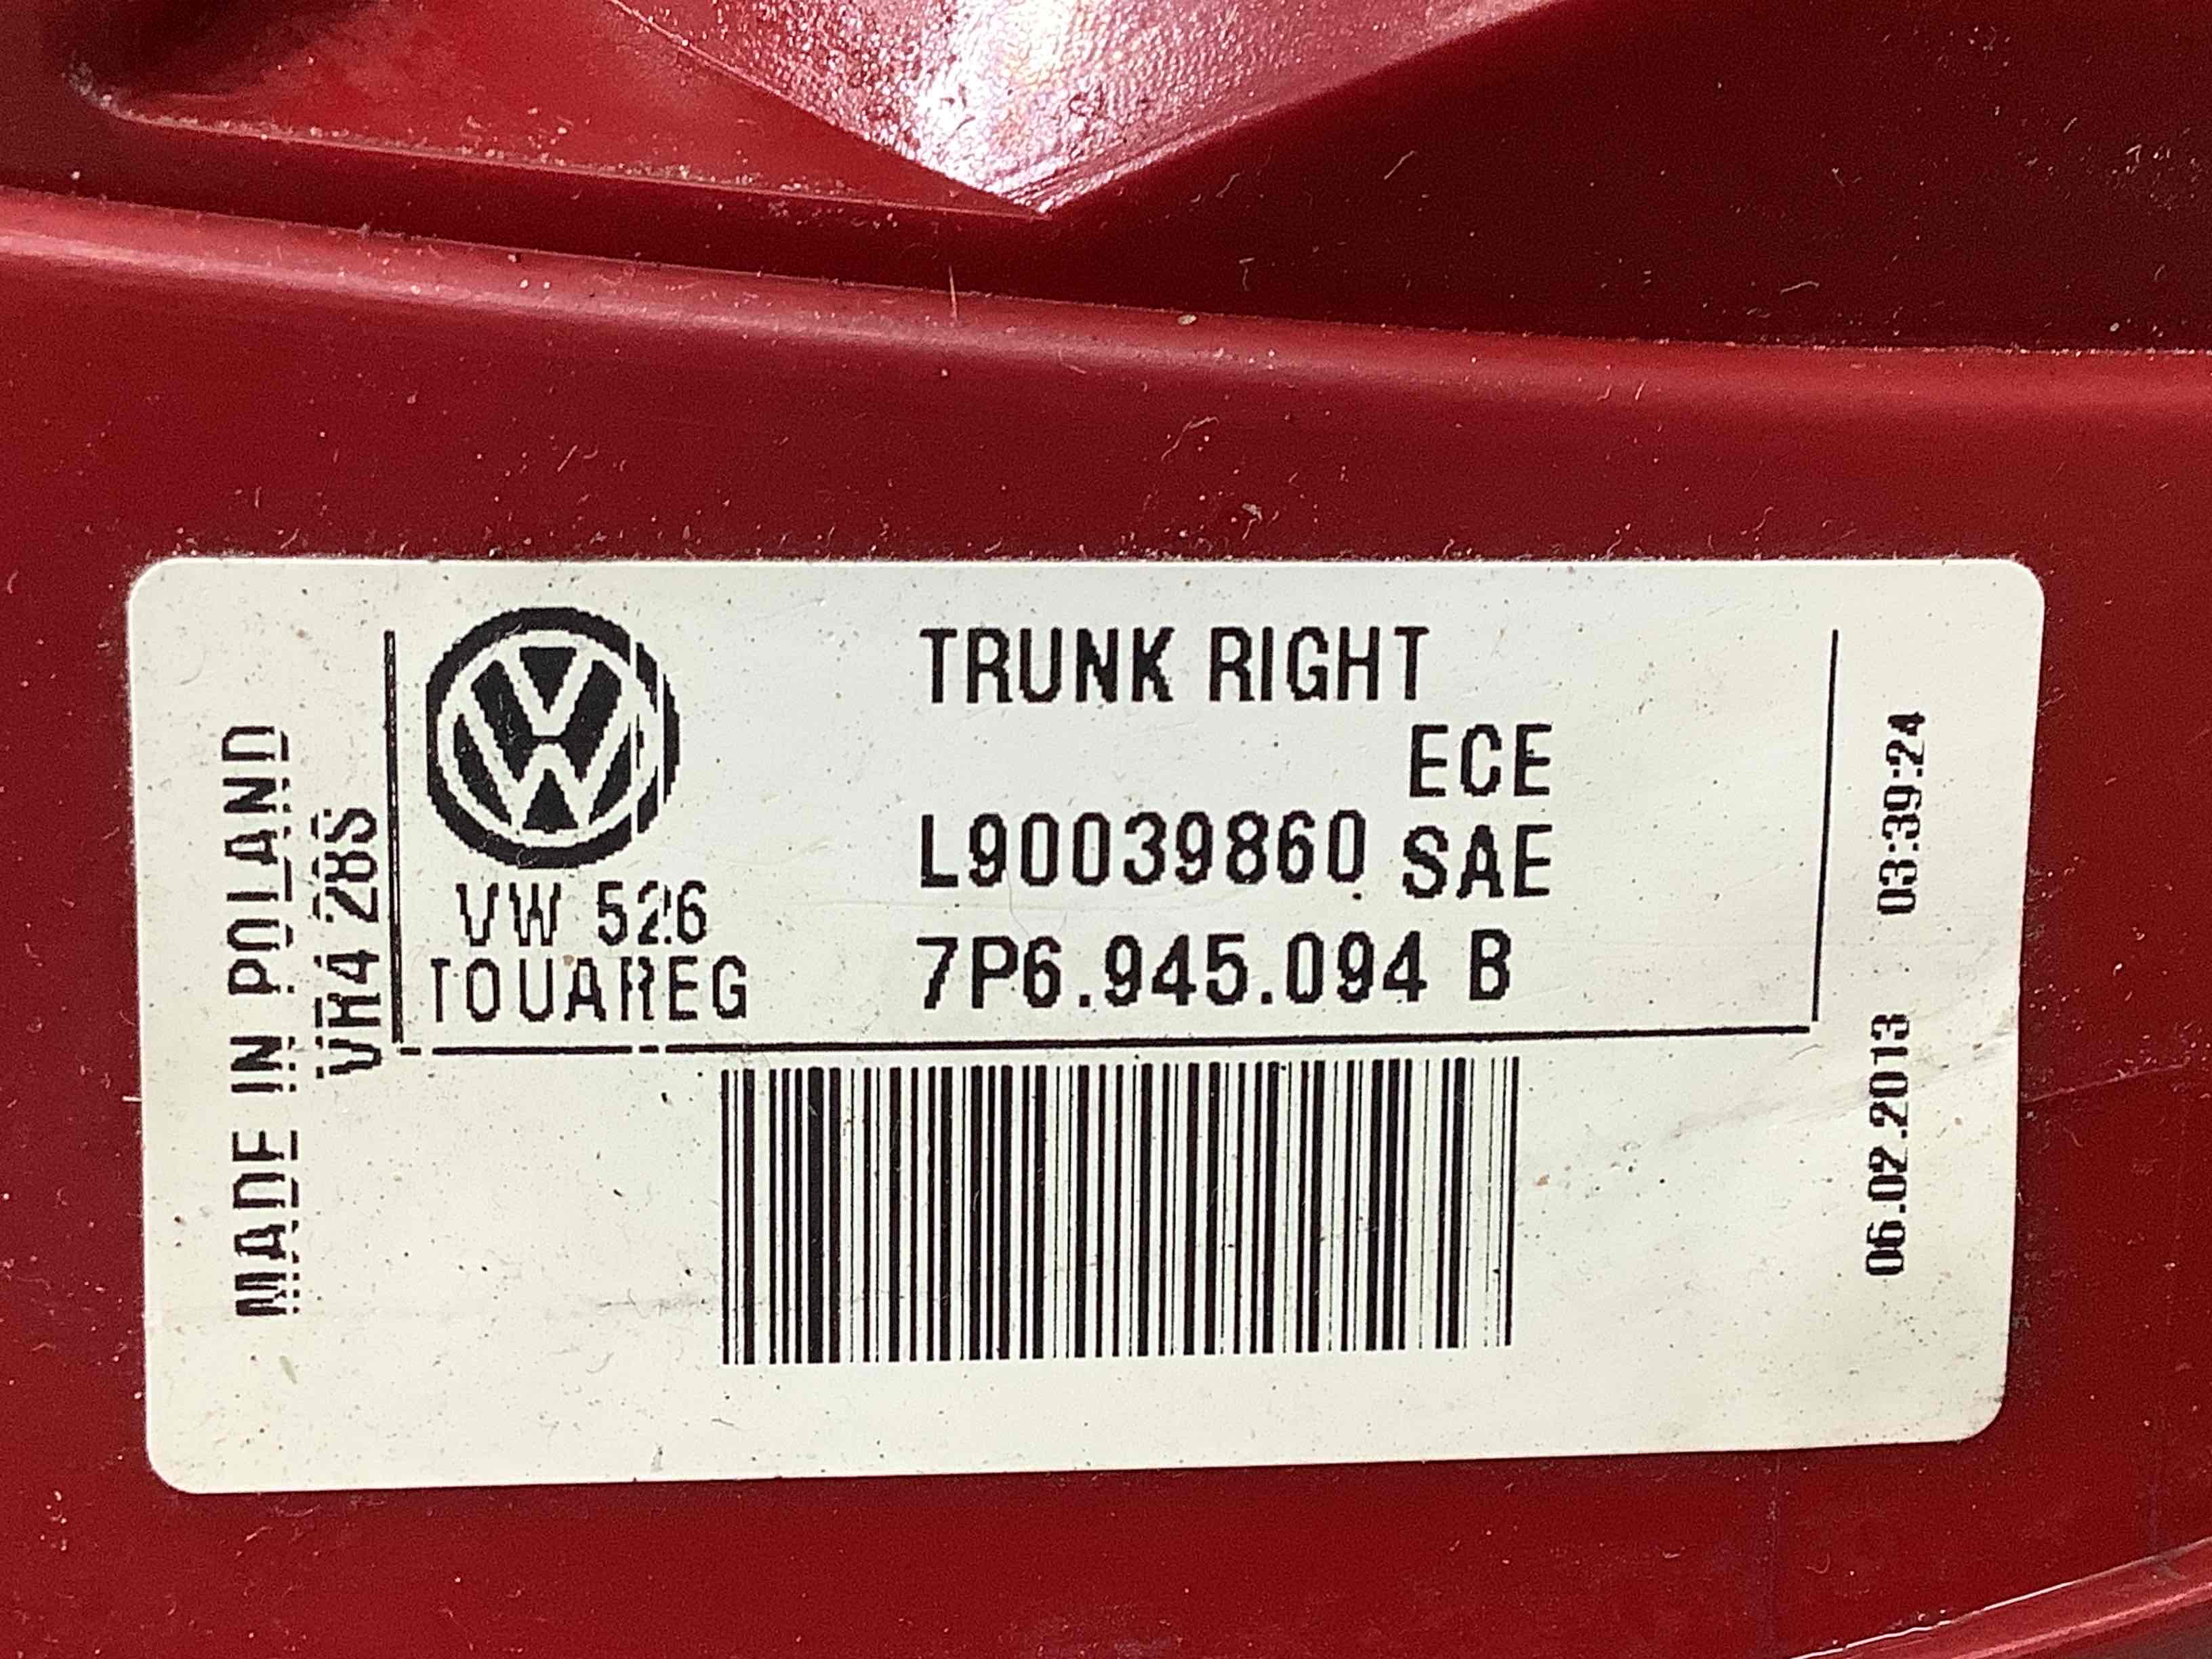 TRUNK RIGHT
ECE
L90039860 SAE
7P6.945.094 B
VW 526
TOUAREG
MADE IN POLAND
VR4 28S
06.02.2013 03:39:24